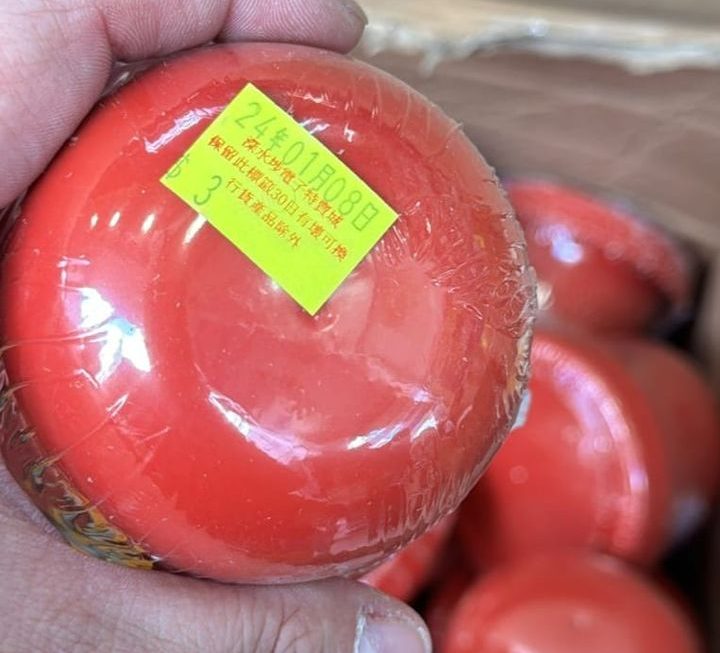 24年01月08日
深水埗電子特賣城
保留此標籤30日有壞可換
$ 3
行貨產品除外